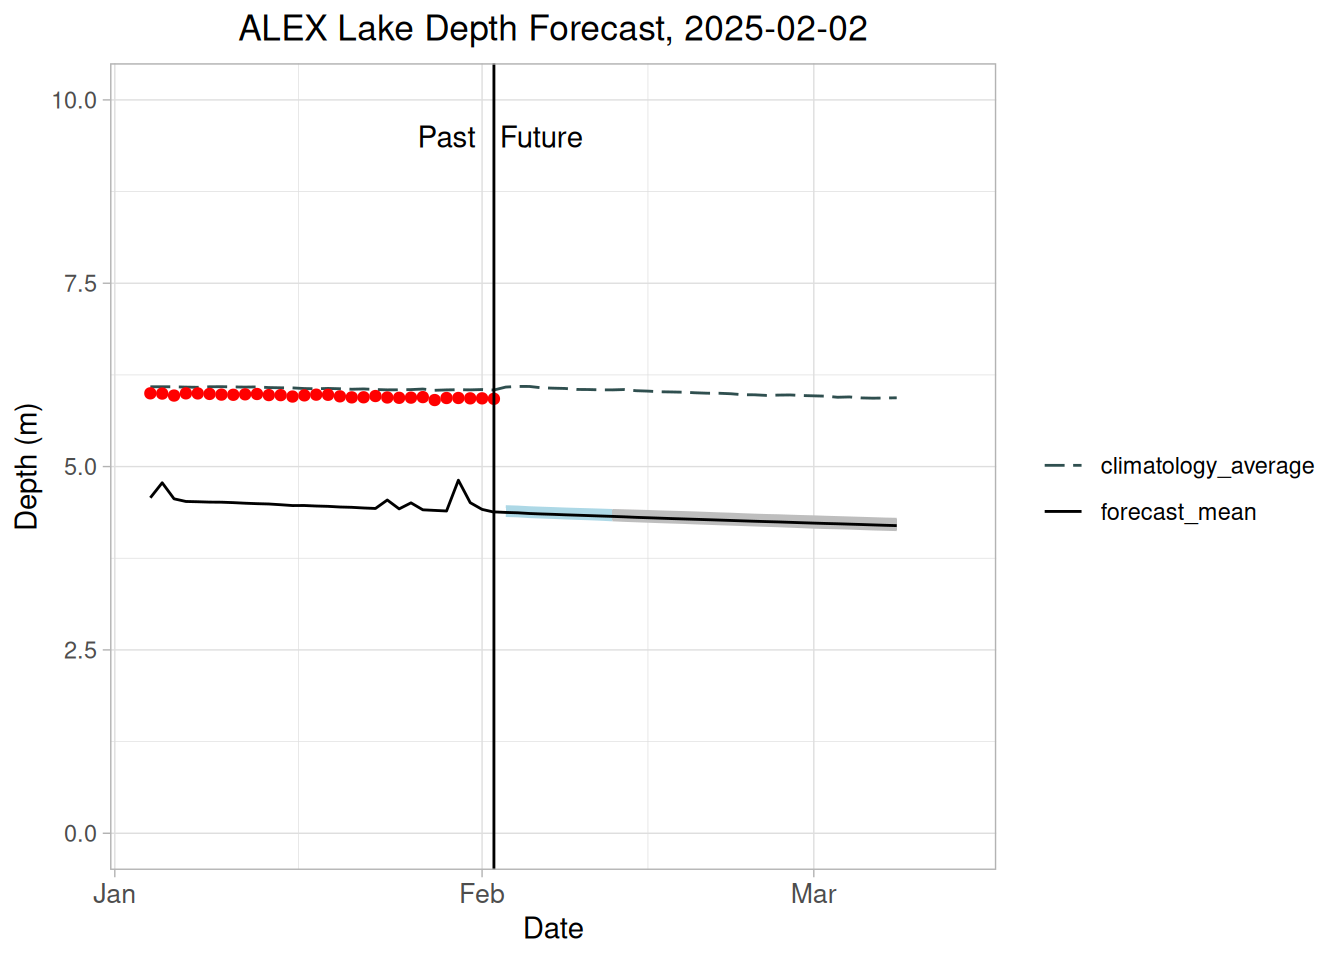 ALEX Lake Depth Forecast, 2025-02-02
10.0
Past Future
7.5
5.0
2.5
0.0
Depth (m)
Jan Feb Mar
Date
climatology_average
forecast_mean